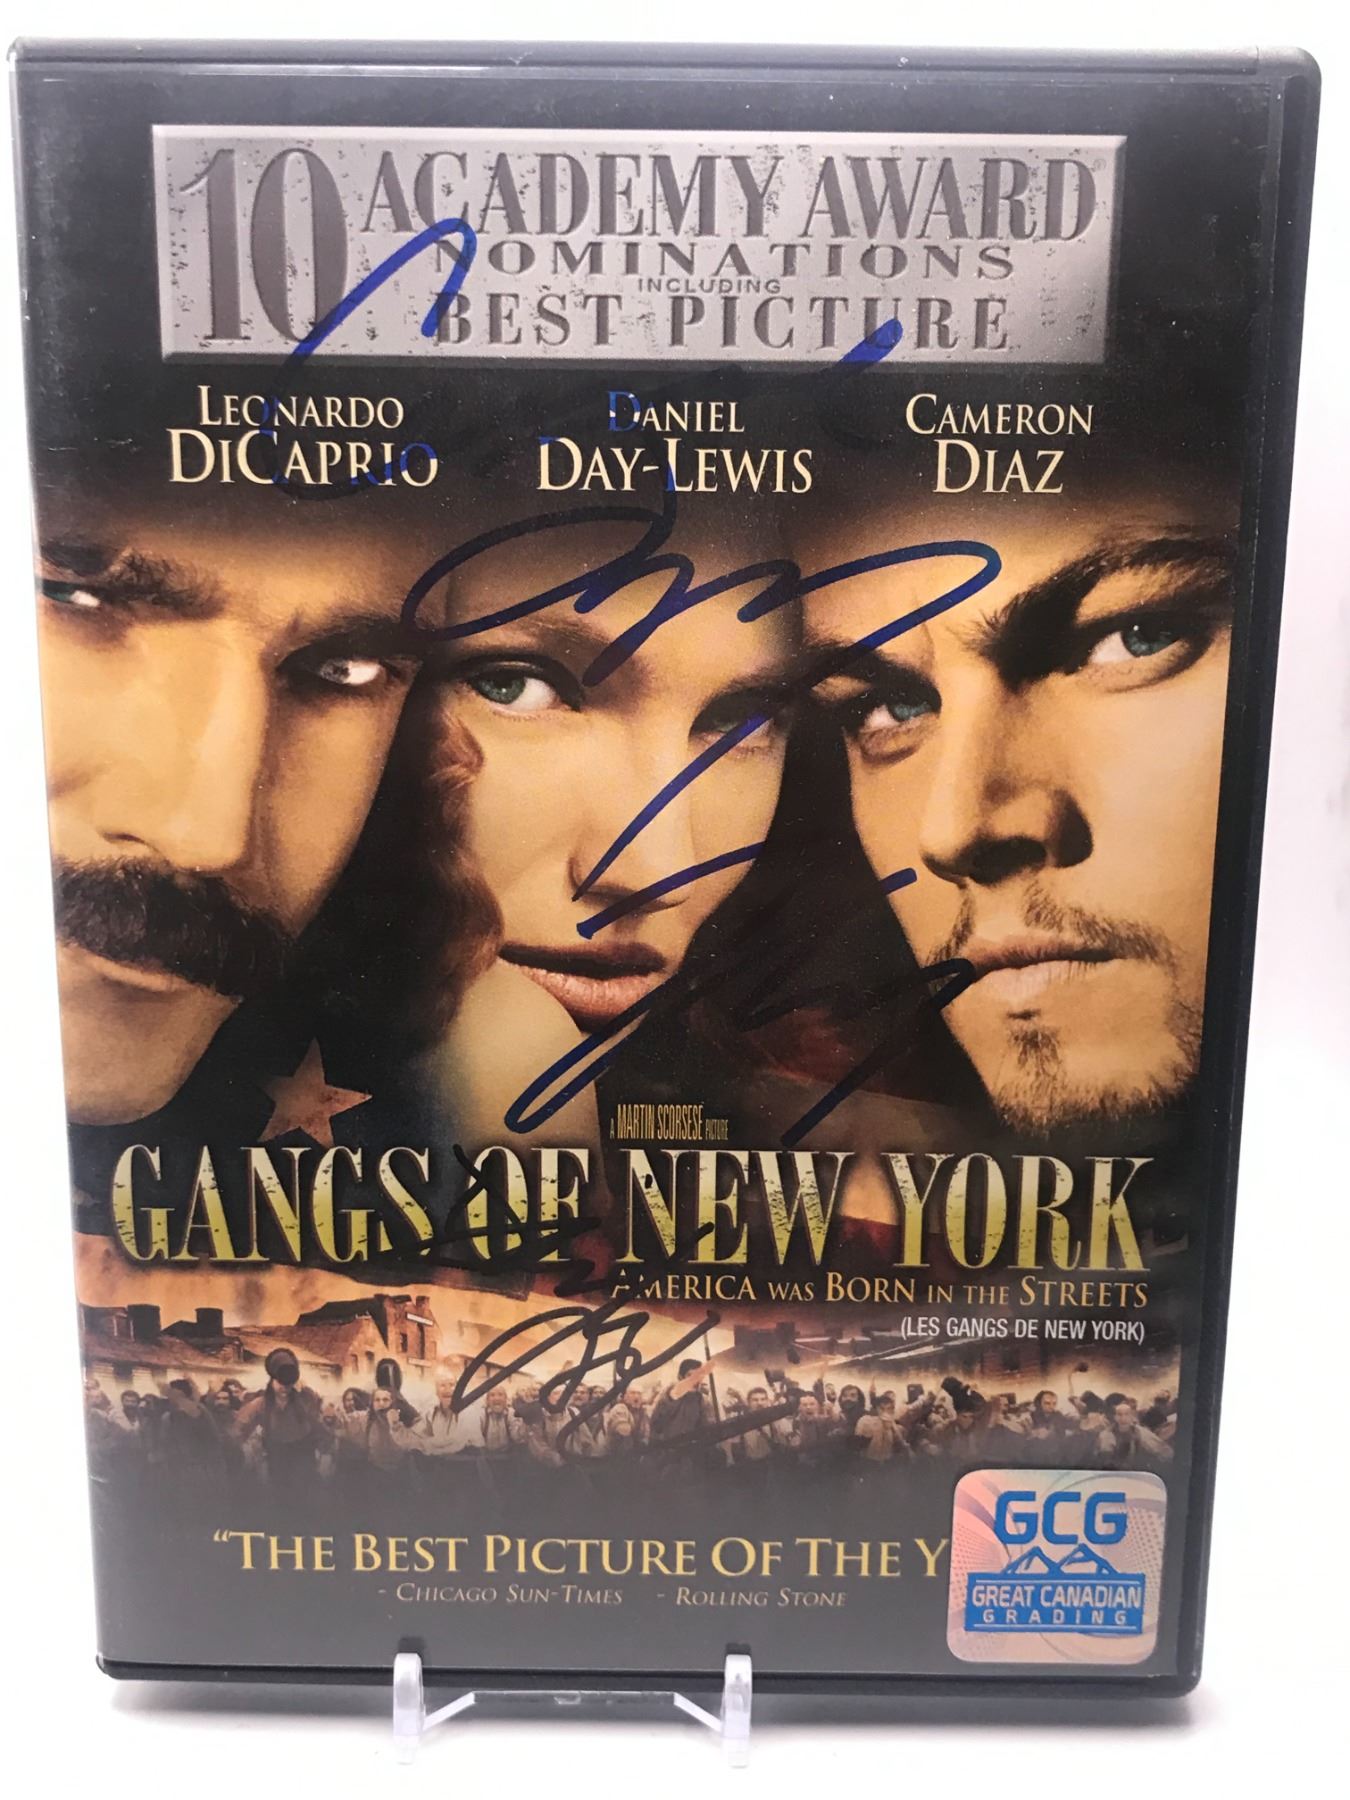 10 ACADEMY AWARD
NOMINATIONS
INCLUDING
BEST PICTURE
LEONARDO
DICAPRIO
DANIEL
DAY-LEWIS
CAMERON
DIAZ
A MARTIN SCORSESE PICTURE
GANGS OF NEW YORK
AMERICA WAS BORN IN THE STREETS
(LES GANGS DE NEW YORK)
"THE BEST PICTURE OF THE Y
- CHICAGO SUN-TIMES - ROLLING STONE
GCG
GREAT CANADIAN
GRADING